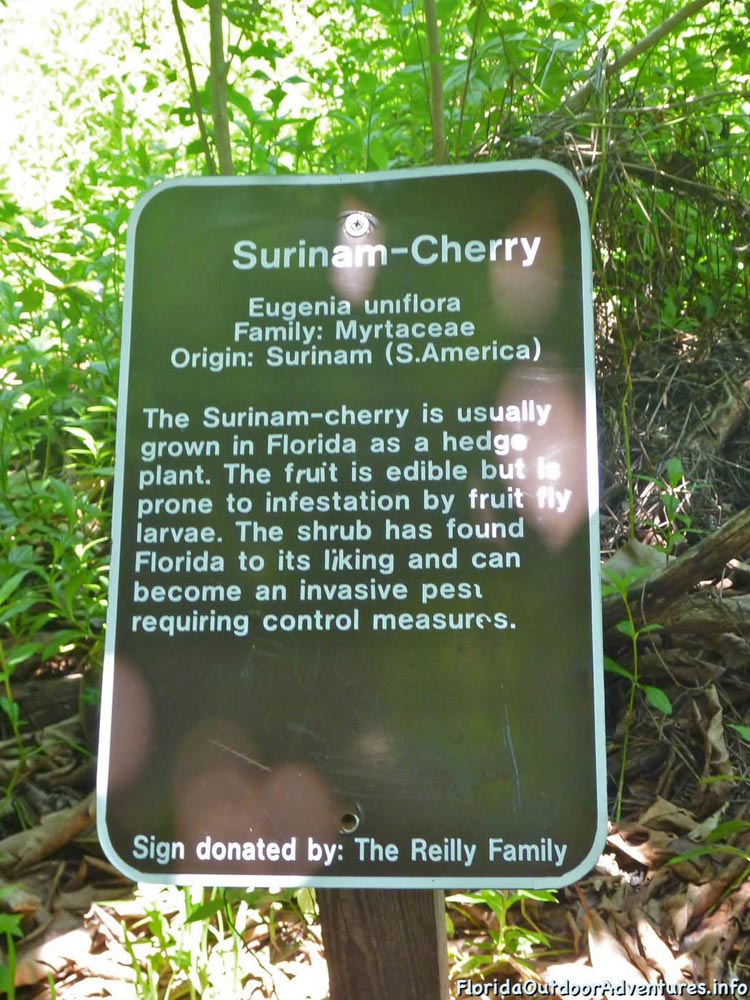 Surinam-Cherry
Eugenia uniflora
Family: Myrtaceae
Origin: Surinam (S.America)
The Surinam-cherry is usually
grown in Florida as a hedge
plant. The fruit is edible but is
prone to infestation by fruit fly
larvae. The shrub has found
Florida to its liking and can
become an invasive pest
requiring control measures.
Sign donated by: The Reilly Family
FloridaOutdoorAdventures.info